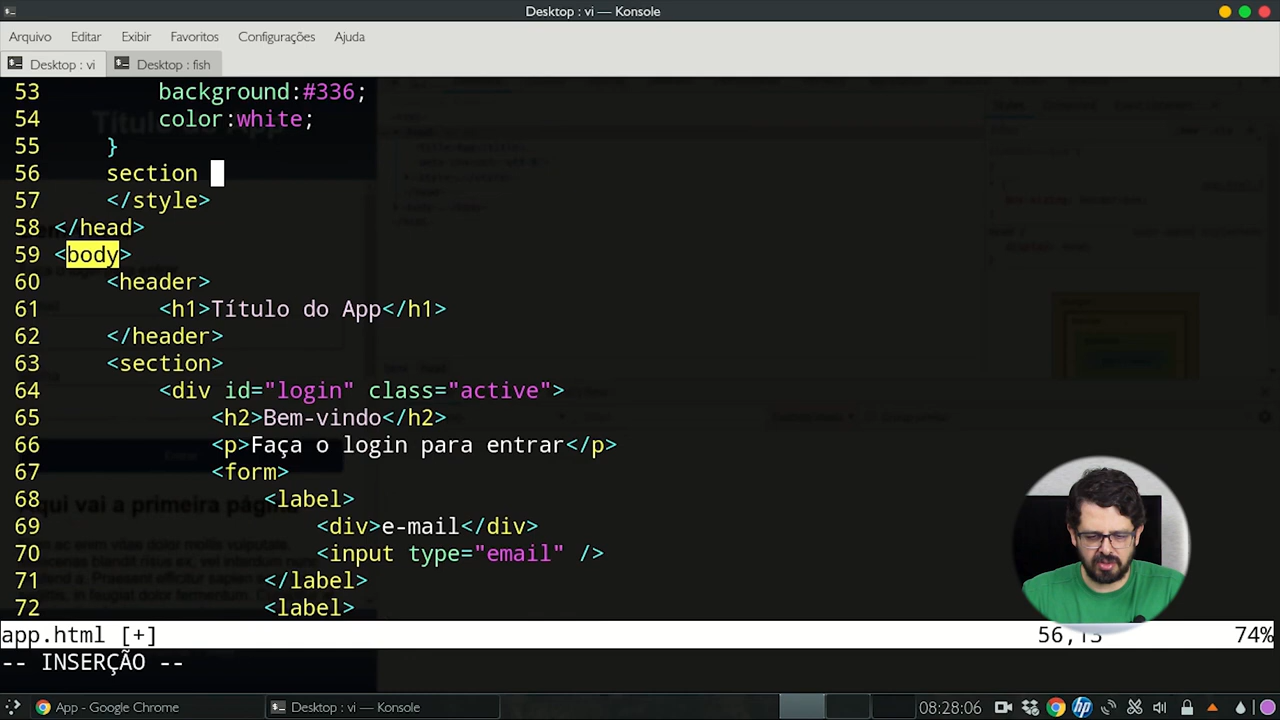 Desktop : vi — Konsole
Arquivo Editar Exibir Favoritos Configurações Ajuda
Desktop : vi Desktop : fish
53 background:#336;
54 color:white;
55 }
56 section
57 </style>
58 </head>
59 <body>
60 <header>
61 <h1>Título do App</h1>
62 </header>
63 <section>
64 <div id="login" class="active">
65 <h2>Bem-vindo</h2>
66 <p>Faça o login para entrar</p>
67 <form>
68 <label>
69 <div>e-mail</div>
70 <input type="email" />
71 </label>
72 <label>
app.html [+] 56,13 74%
-- INSERÇÃO --
App - Google Chrome Desktop : vi — Konsole 08:28:06